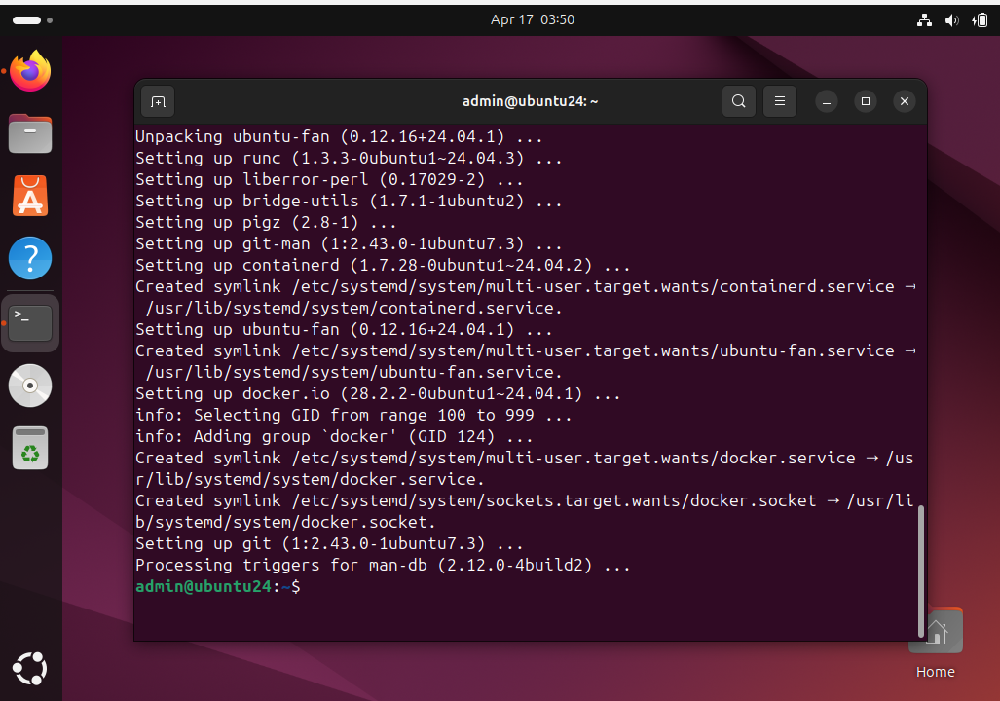 Apr 17 03:50
admin@ubuntu24: ~
Unpacking ubuntu-fan (0.12.16+24.04.1) ...
Setting up runc (1.3.3-0ubuntu1~24.04.3) ...
Setting up liberror-perl (0.17029-2) ...
Setting up bridge-utils (1.7.1-1ubuntu2) ...
Setting up pigz (2.8-1) ...
Setting up git-man (1:2.43.0-1ubuntu7.3) ...
Setting up containerd (1.7.28-0ubuntu1~24.04.2) ...
Created symlink /etc/systemd/system/multi-user.target.wants/containerd.service →
 /usr/lib/systemd/system/containerd.service.
Setting up ubuntu-fan (0.12.16+24.04.1) ...
Created symlink /etc/systemd/system/multi-user.target.wants/ubuntu-fan.service →
 /usr/lib/systemd/system/ubuntu-fan.service.
Setting up docker.io (28.2.2-0ubuntu1~24.04.1) ...
info: Selecting GID from range 100 to 999 ...
info: Adding group `docker' (GID 124) ...
Created symlink /etc/systemd/system/multi-user.target.wants/docker.service → /us
r/lib/systemd/system/docker.service.
Created symlink /etc/systemd/system/sockets.target.wants/docker.socket → /usr/li
b/systemd/system/docker.socket.
Setting up git (1:2.43.0-1ubuntu7.3) ...
Processing triggers for man-db (2.12.0-4build2) ...
admin@ubuntu24:~$
Home